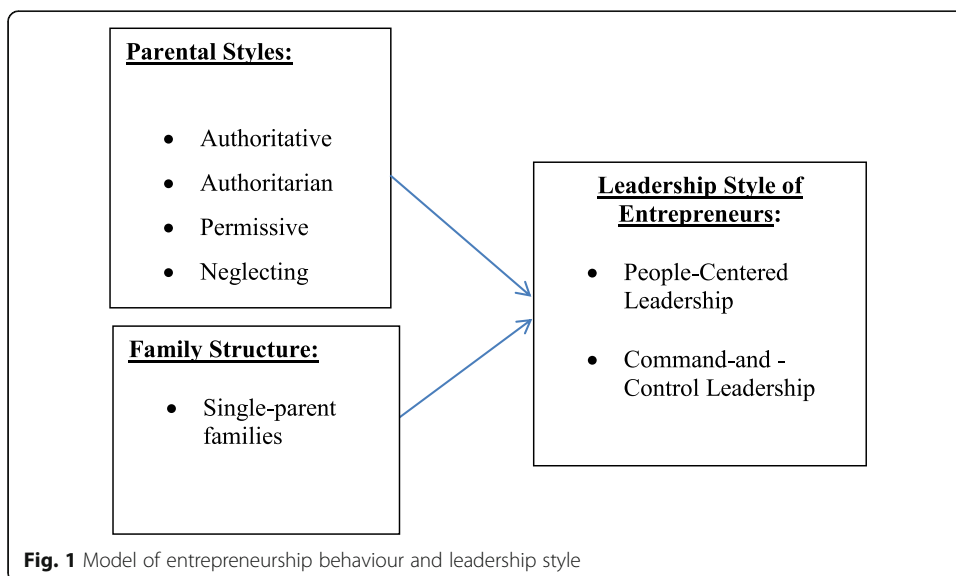 Parental Styles:
• Authoritative
• Authoritarian
• Permissive
• Neglecting
Family Structure:
• Single-parent
families
Leadership Style of
Entrepreneurs:
• People-Centered
Leadership
• Command-and -
Control Leadership
Fig. 1 Model of entrepreneurship behaviour and leadership style